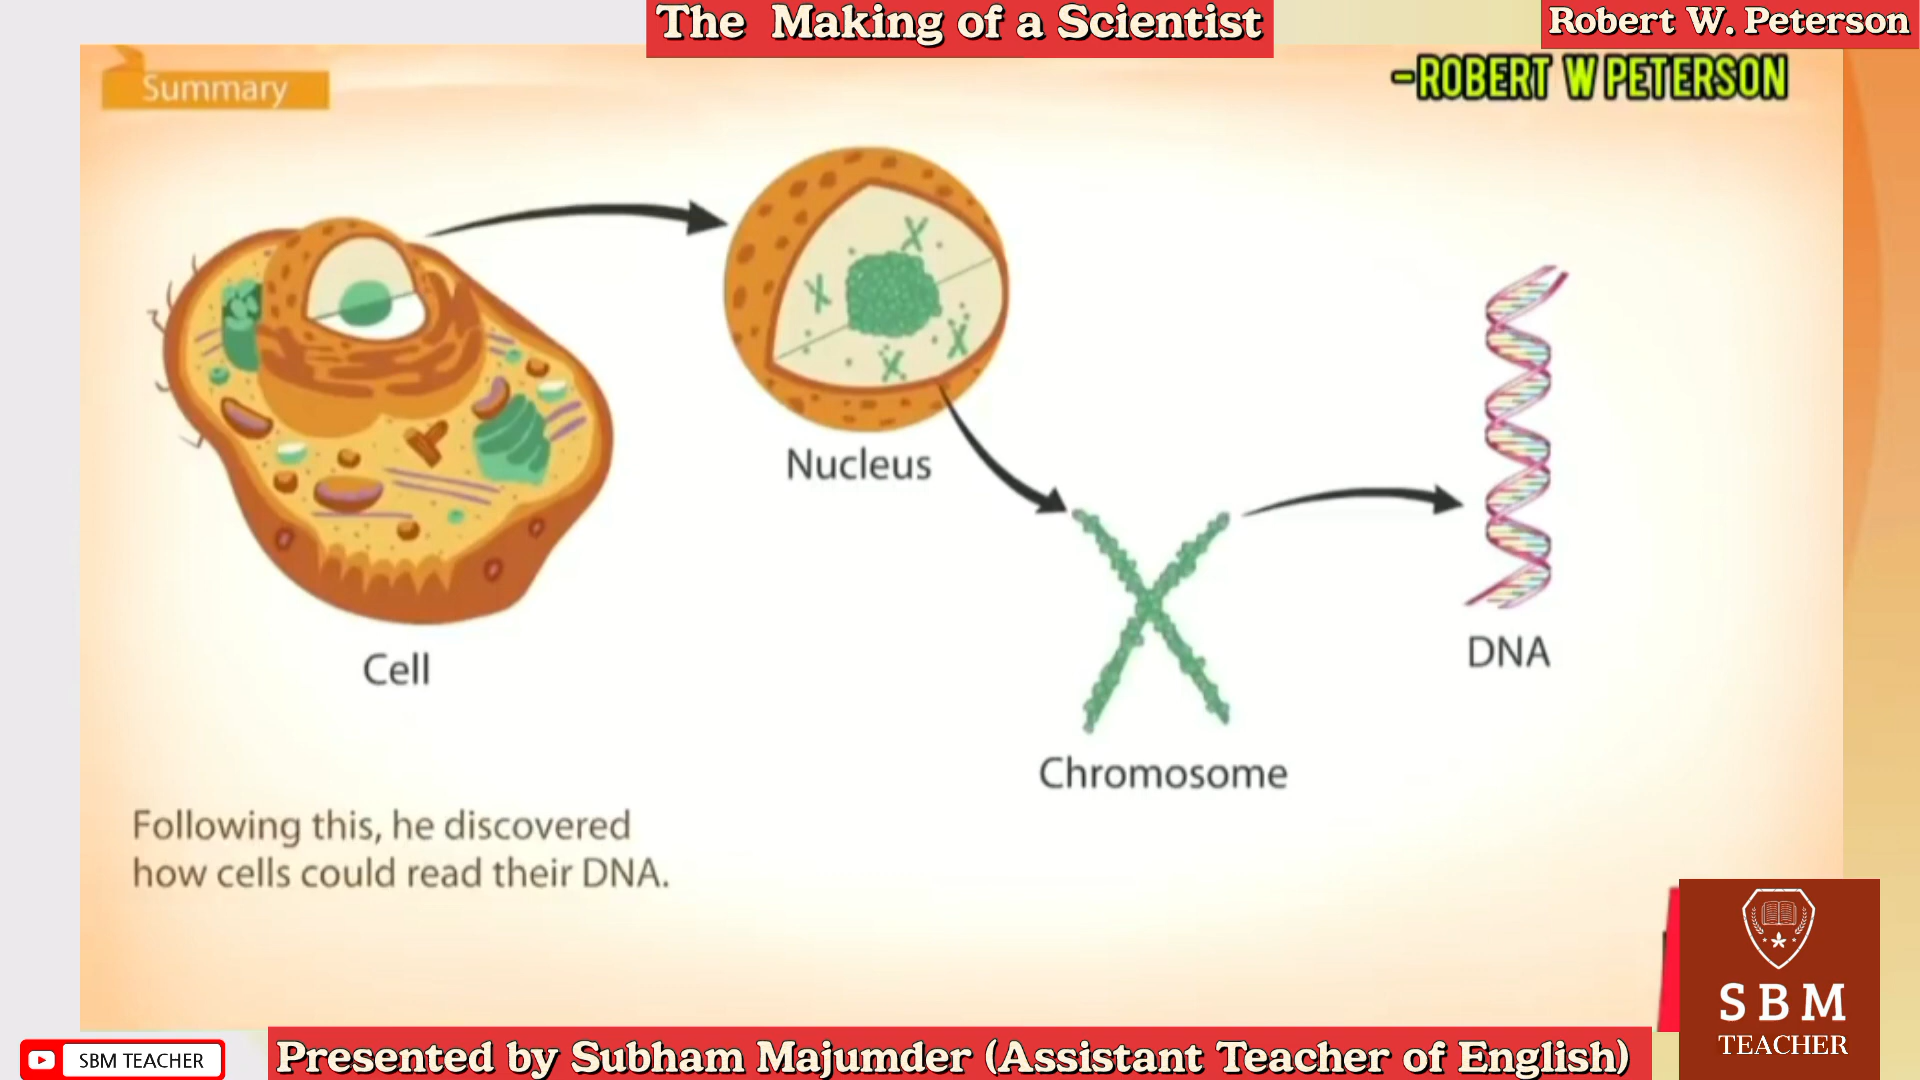 The Making of a Scientist
Robert W. Peterson
Summary
-ROBERT W PETERSON
Nucleus
Cell
DNA
Chromosome
Following this, he discovered
how cells could read their DNA.
SBM
TEACHER
SBM TEACHER
Presented by Subham Majumder (Assistant Teacher of English)